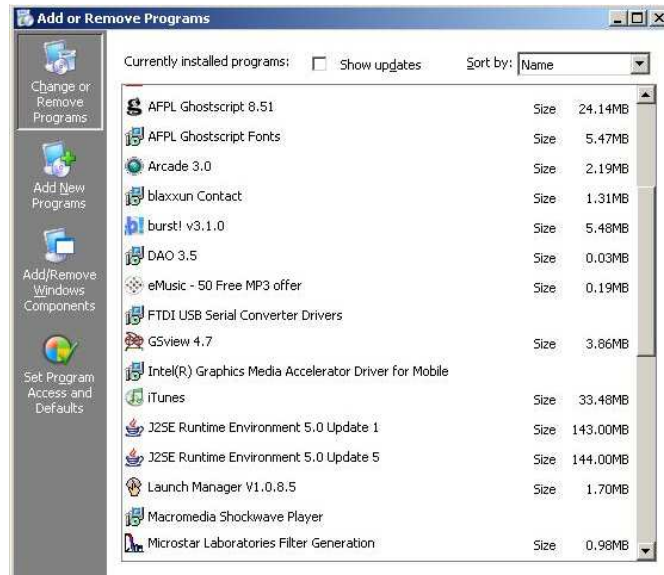 Add or Remove Programs
Change or
Remove
Programs
Add New
Programs
Add/Remove
Windows
Components
Set Program
Access and
Defaults
Currently installed programs: Show updates Sort by: Name
AFPL Ghostscript 8.51 Size 24.14MB
AFPL Ghostscript Fonts Size 5.47MB
Arcade 3.0 Size 2.19MB
blaxxun Contact Size 1.31MB
b! burst! v3.1.0 Size 5.48MB
DAO 3.5 Size 0.03MB
eMusic - 50 Free MP3 offer Size 0.19MB
FTDI USB Serial Converter Drivers
GSview 4.7 Size 3.86MB
Intel(R) Graphics Media Accelerator Driver for Mobile
iTunes Size 33.48MB
J2SE Runtime Environment 5.0 Update 1 Size 143.00MB
J2SE Runtime Environment 5.0 Update 5 Size 144.00MB
Launch Manager V1.0.8.5 Size 1.70MB
Macromedia Shockwave Player
Microstar Laboratories Filter Generation Size 0.98MB